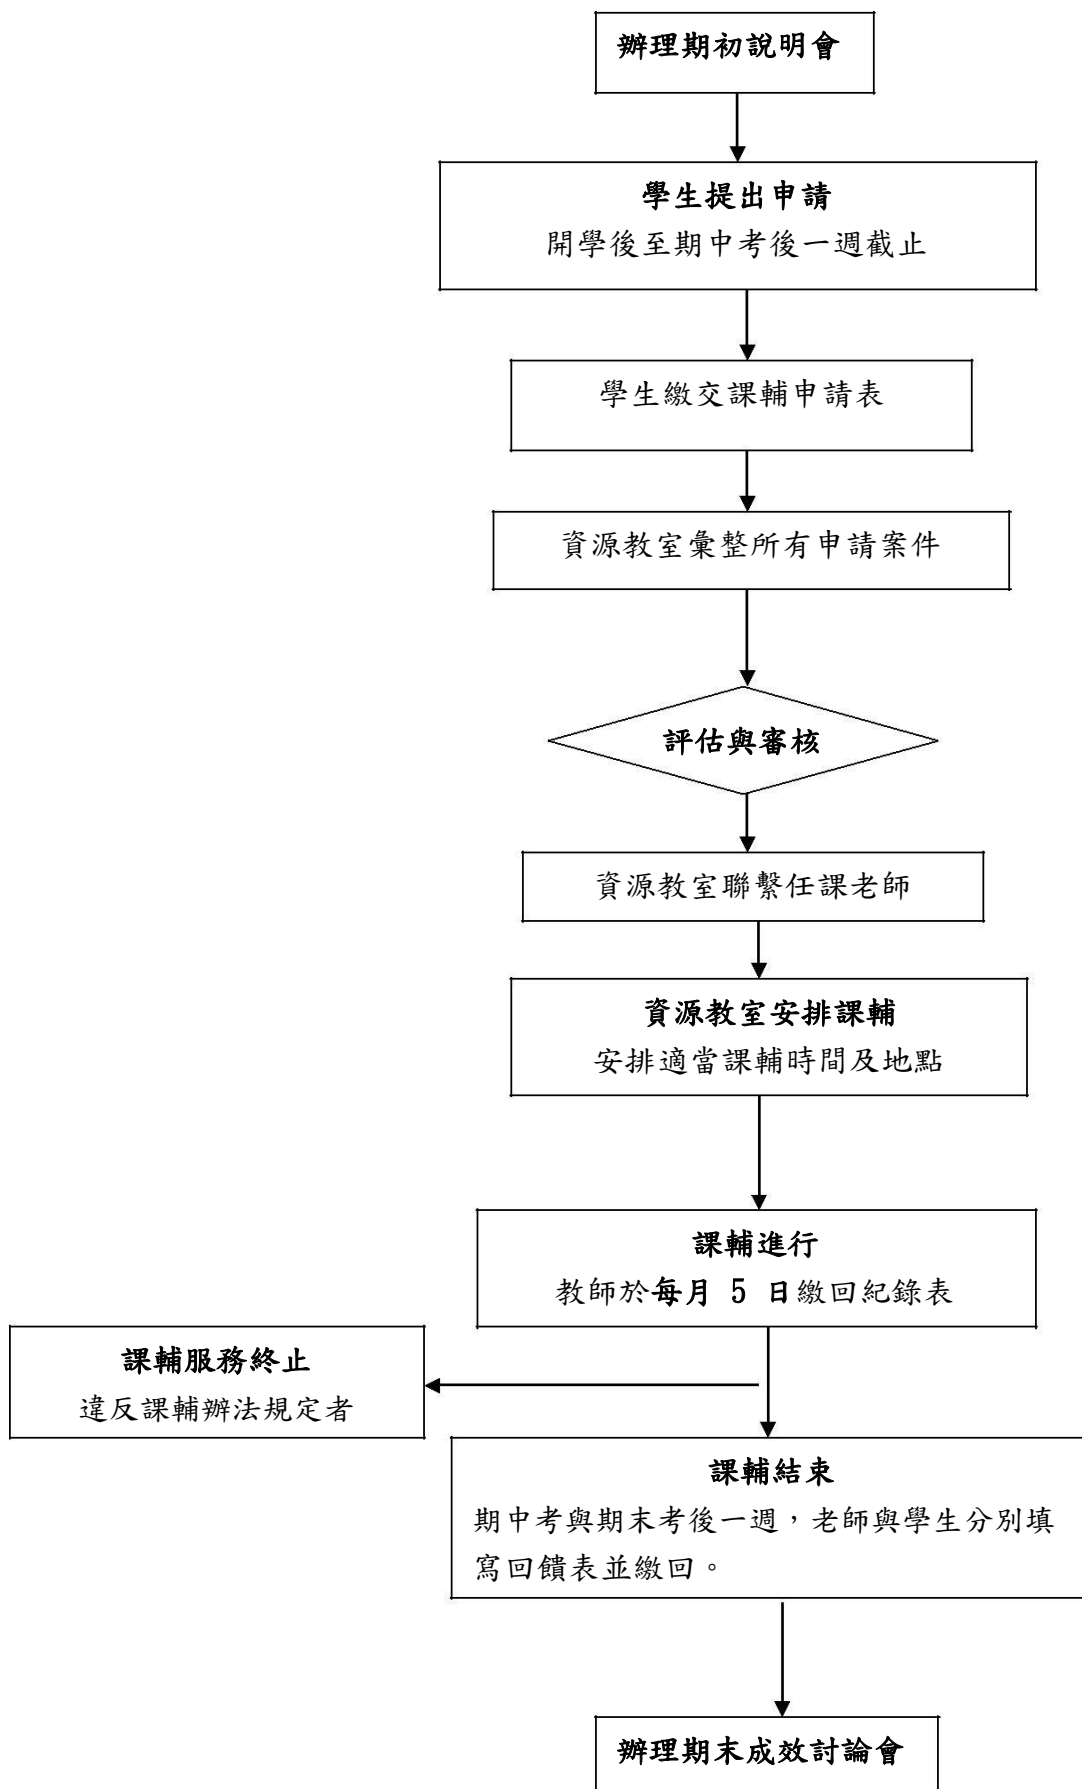 辦理期初說明會
學生提出申請
開學後至期中考後一週截止
學生繳交課輔申請表
資源教室彙整所有申請案件
評估與審核
資源教室聯繫任課老師
資源教室安排課輔
安排適當課輔時間及地點
課輔進行
教師於每月 5 日繳回紀錄表
課輔服務終止
違反課輔辦法規定者
課輔結束
期中考與期末考後一週，老師與學生分別填
寫回饋表並繳回。
辦理期末成效討論會